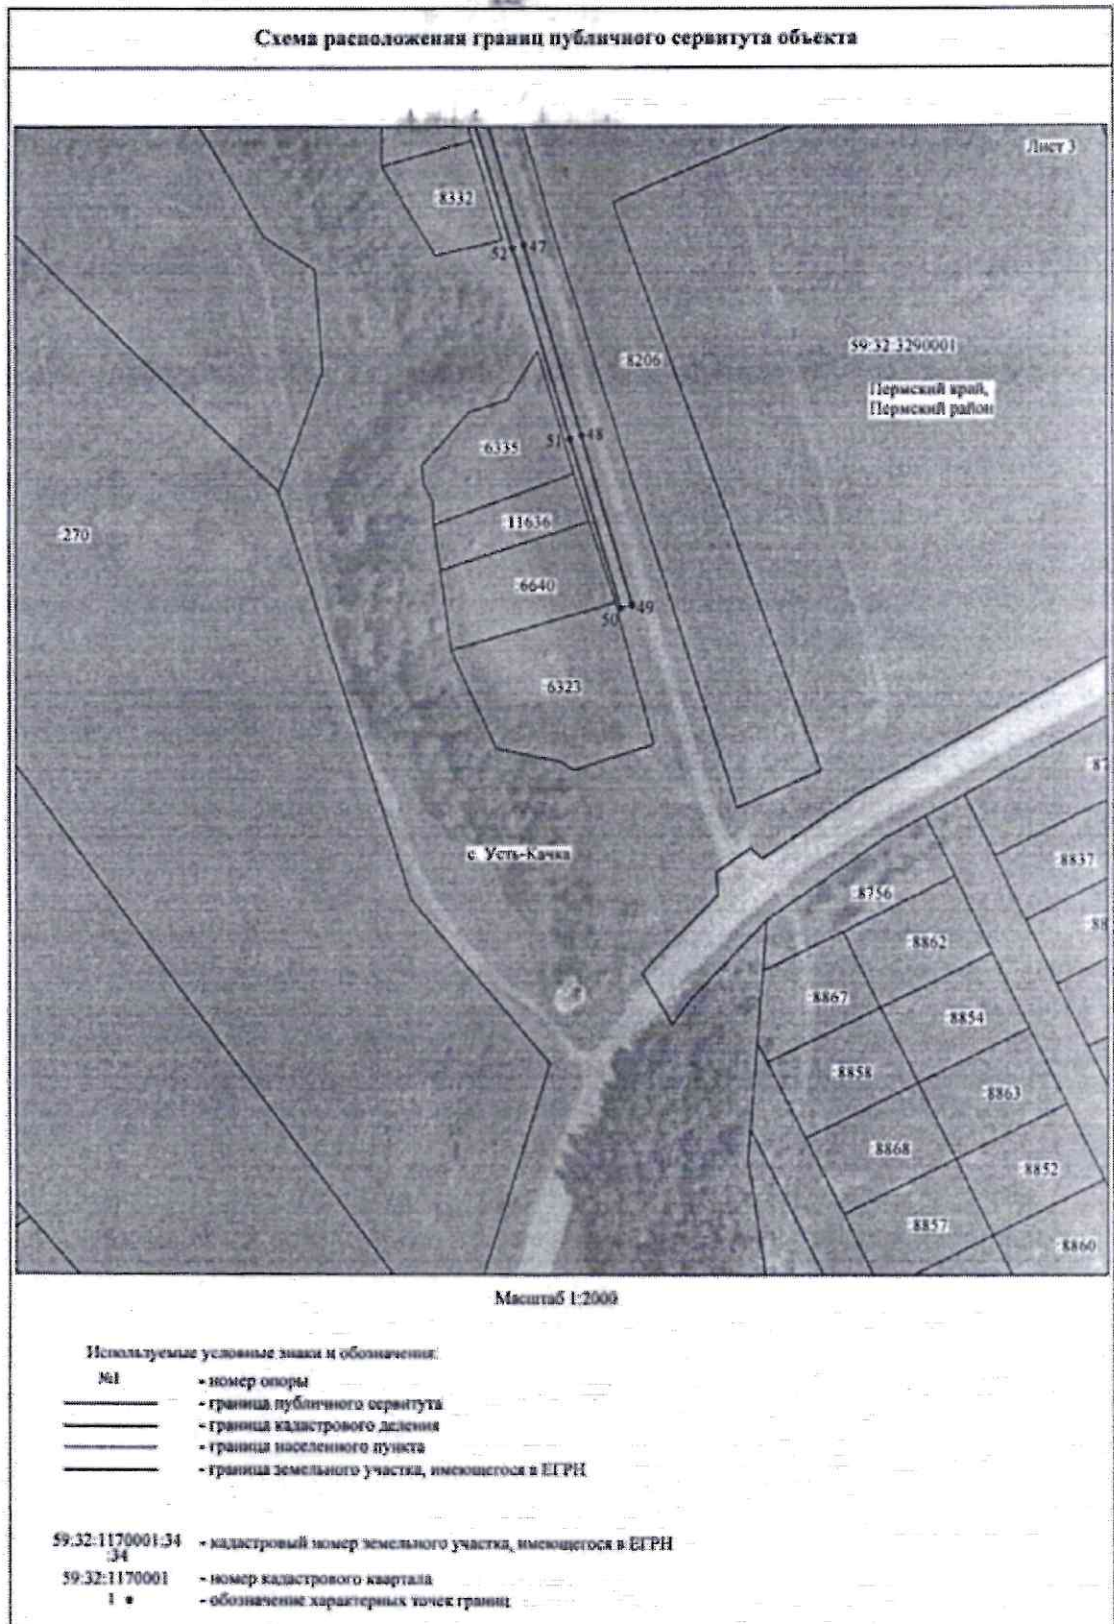 Схема расположения границ публичного сервитута объекта
Лист 3
:8332
52
47
:8206
59:32:3290001
Пермский край,
Пермский район
51
48
:6335
:270
:11636
:6640
50
49
:6323
:87
с. Усть-Качка
:8837
:8756
:88
:8862
:8867
:8854
:8858
:8863
:8868
:8852
:8857
:8860
Масштаб 1:2000
Используемые условные знаки и обозначения:
№1 - номер опоры
- граница публичного сервитута
- граница кадастрового деления
- граница населенного пункта
- граница земельного участка, имеющегося в ЕГРН
59:32:1170001:34 - кадастровый номер земельного участка, имеющегося в ЕГРН
:34
59:32:1170001 - номер кадастрового квартала
1 • - обозначение характерных точек границ